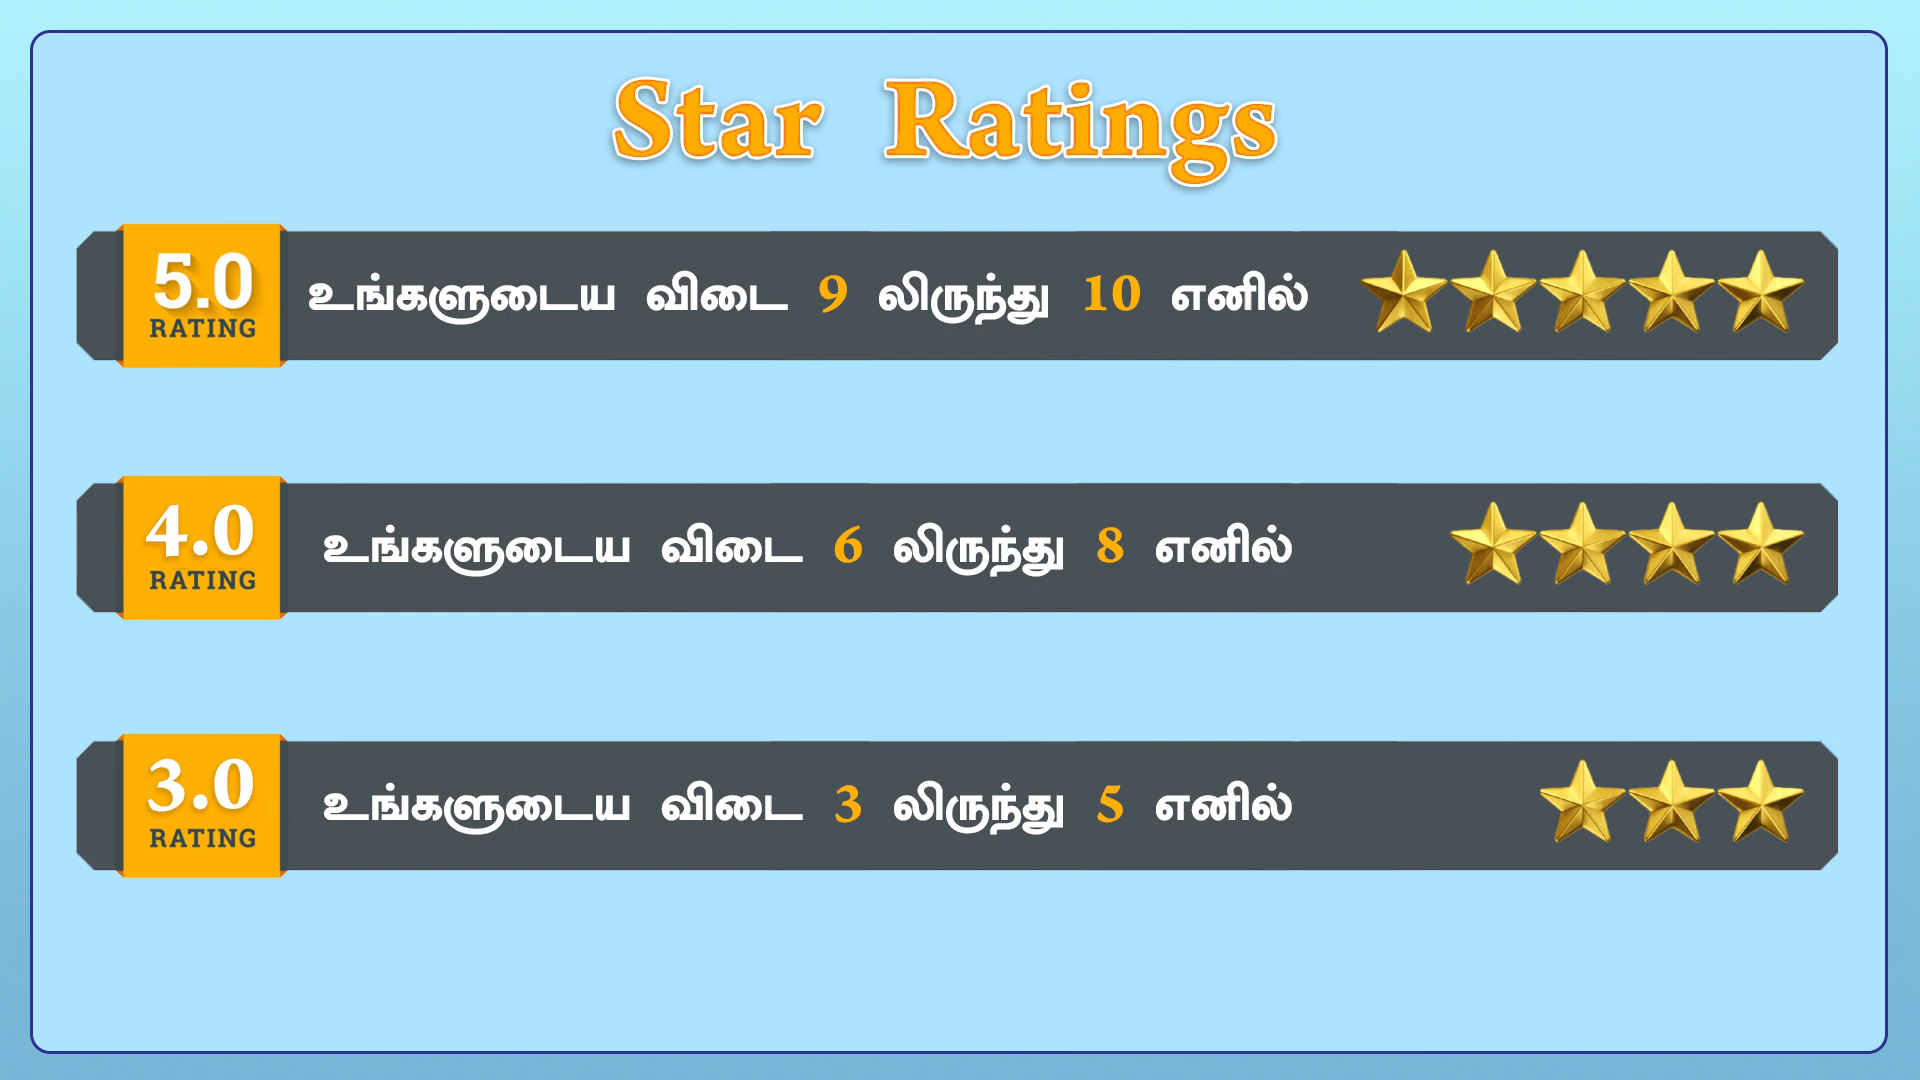 Star Ratings
5.0
RATING
உங்களுடைய விடை 9 லிருந்து 10 எனில்
4.0
RATING
உங்களுடைய விடை 6 லிருந்து 8 எனில்
3.0
RATING
உங்களுடைய விடை 3 லிருந்து 5 எனில்